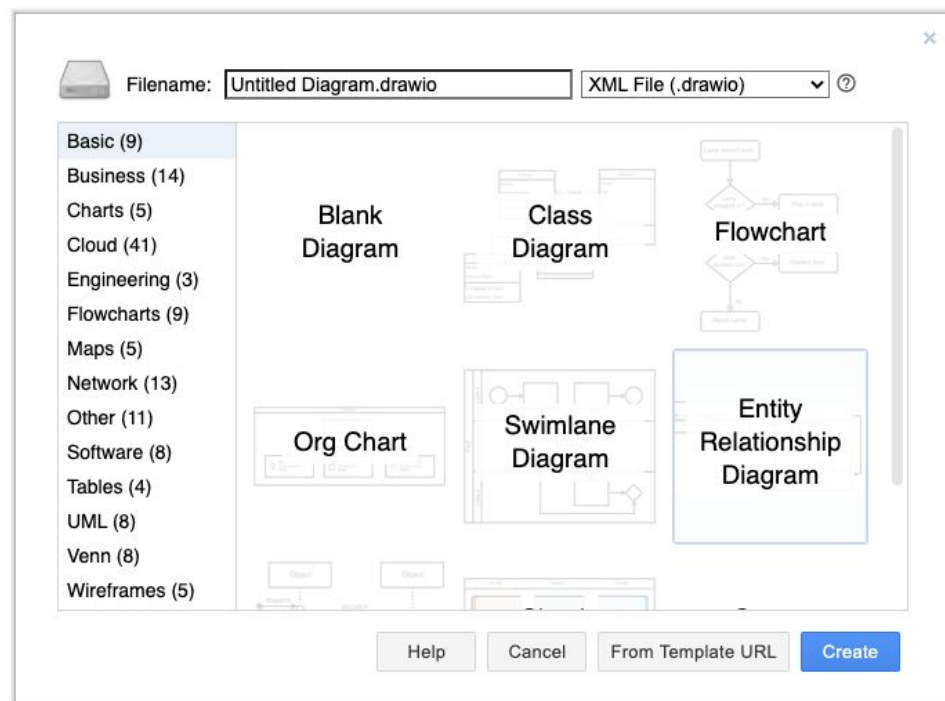 ×
Filename: Untitled Diagram.drawio XML File (.drawio) ?
Basic (9)
Business (14)
Charts (5)
Cloud (41)
Engineering (3)
Flowcharts (9)
Maps (5)
Network (13)
Other (11)
Software (8)
Tables (4)
UML (8)
Venn (8)
Wireframes (5)
Blank
Diagram
Class
Diagram
Flowchart
Org Chart
Swimlane
Diagram
Entity
Relationship
Diagram
Object
Object
Help Cancel From Template URL Create